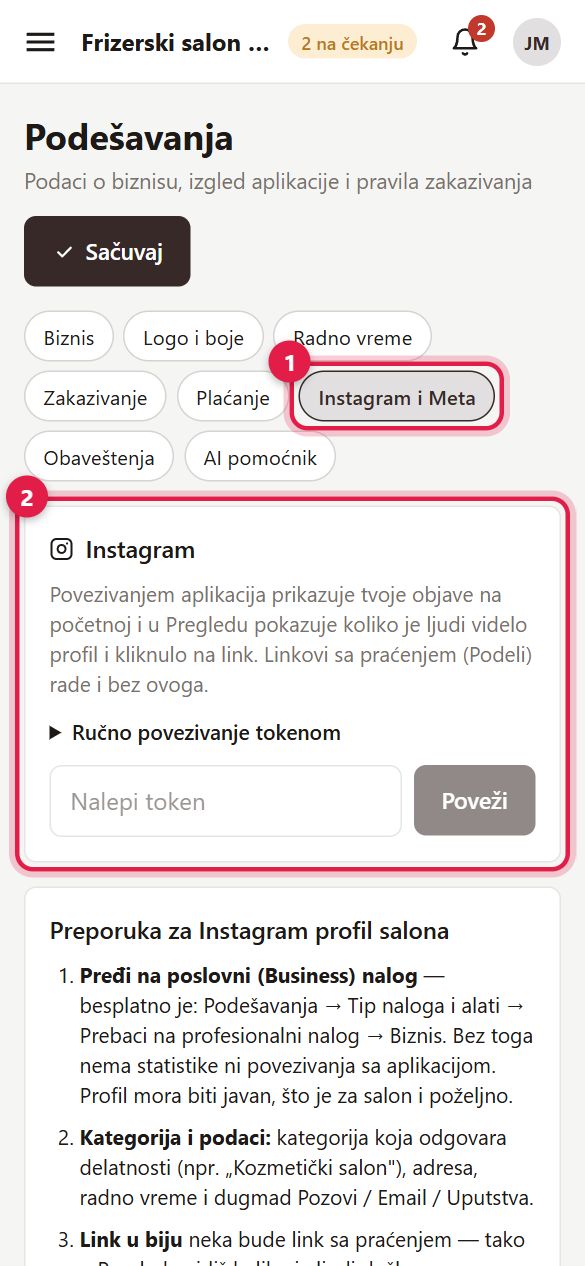 Frizerski salon ...
2 na čekanju
2
JM
Podešavanja
Podaci o biznisu, izgled aplikacije i pravila zakazivanja
Sačuvaj
Biznis
Logo i boje
Radno vreme
1
Zakazivanje
Plaćanje
Instagram i Meta
Obaveštenja
AI pomoćnik
2
Instagram
Povezivanjem aplikacija prikazuje tvoje objave na
početnoj i u Pregledu pokazuje koliko je ljudi videlo
profil i kliknulo na link. Linkovi sa praćenjem (Podeli)
rade i bez ovoga.
Ručno povezivanje tokenom
Nalepi token
Poveži
Preporuka za Instagram profil salona
1. Pređi na poslovni (Business) nalog —
besplatno je: Podešavanja → Tip naloga i alati →
Prebaci na profesionalni nalog → Biznis. Bez toga
nema statistike ni povezivanja sa aplikacijom.
Profil mora biti javan, što je za salon i poželjno.
2. Kategorija i podaci: kategorija koja odgovara
delatnosti (npr. „Kozmetički salon"), adresa,
radno vreme i dugmad Pozovi / Email / Uputstva.
3. Link u biju neka bude link sa praćenjem — tako